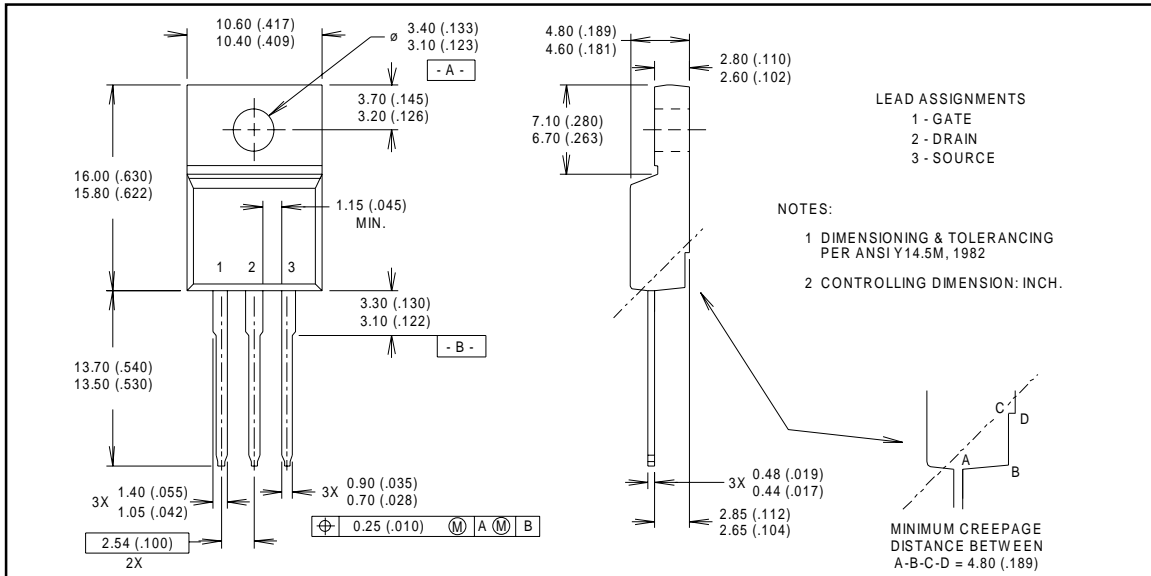 10.60 (.417)
10.40 (.409)
ø
3.40 (.133)
3.10 (.123)
- A -
3.70 (.145)
3.20 (.126)
16.00 (.630)
15.80 (.622)
1.15 (.045)
MIN.
1 2 3
3.30 (.130)
3.10 (.122)
- B -
13.70 (.540)
13.50 (.530)
3X
1.40 (.055)
1.05 (.042)
3X
0.90 (.035)
0.70 (.028)
0.25 (.010) M A M B
2.54 (.100)
2X
4.80 (.189)
4.60 (.181)
2.80 (.110)
2.60 (.102)
7.10 (.280)
6.70 (.263)
3X
0.48 (.019)
0.44 (.017)
2.85 (.112)
2.65 (.104)
LEAD ASSIGNMENTS
1 - GATE
2 - DRAIN
3 - SOURCE
NOTES:
1 DIMENSIONING & TOLERANCING
PER ANSI Y14.5M, 1982
2 CONTROLLING DIMENSION: INCH.
C
D
A
B
MINIMUM CREEPAGE
DISTANCE BETWEEN
A-B-C-D = 4.80 (.189)